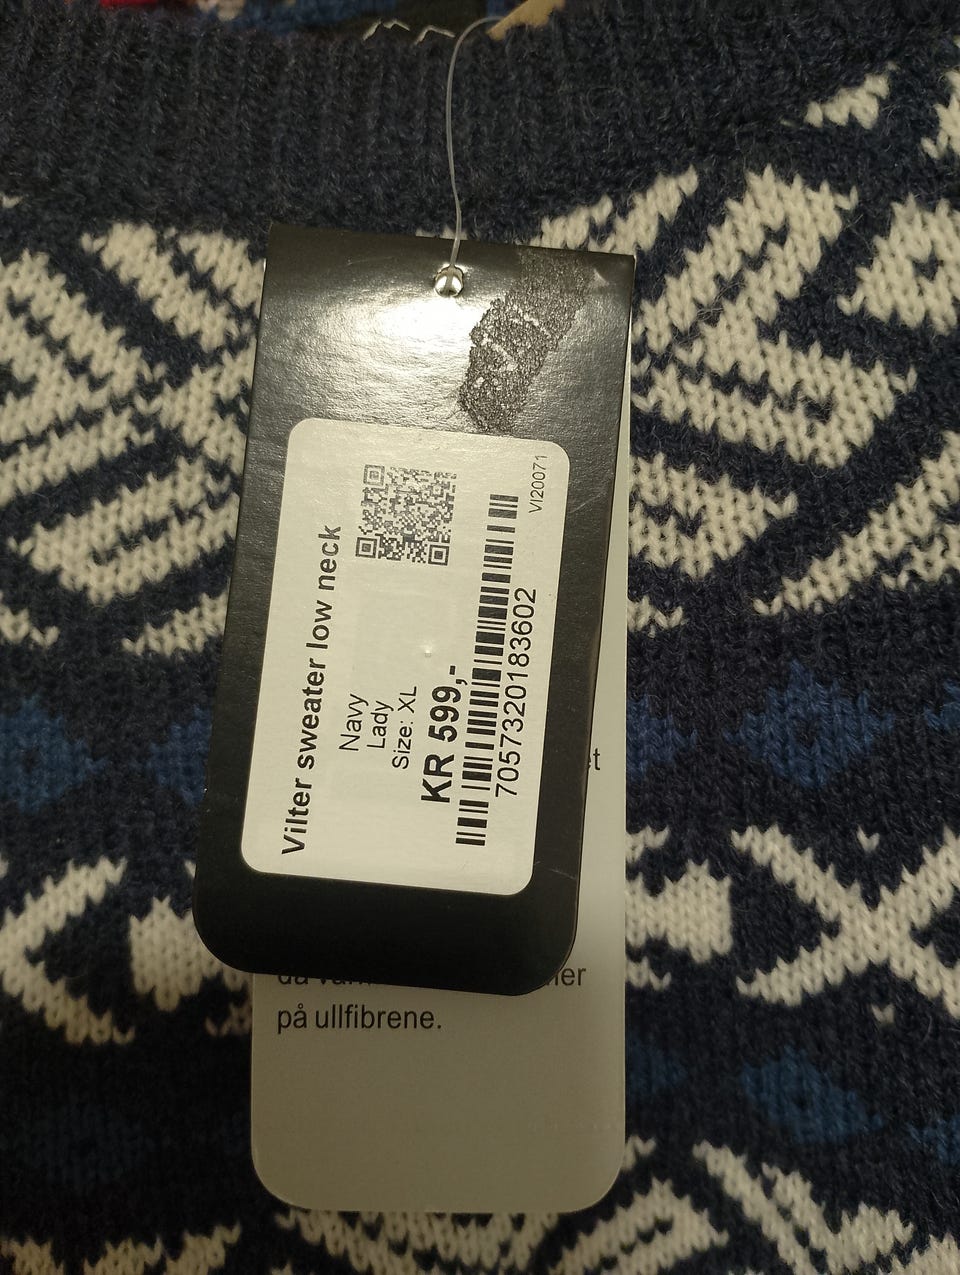 Vilter sweater low neck
Navy
Lady
Size: XL
KR 599,-
7057320183602
VI20071
på ullfibrene.